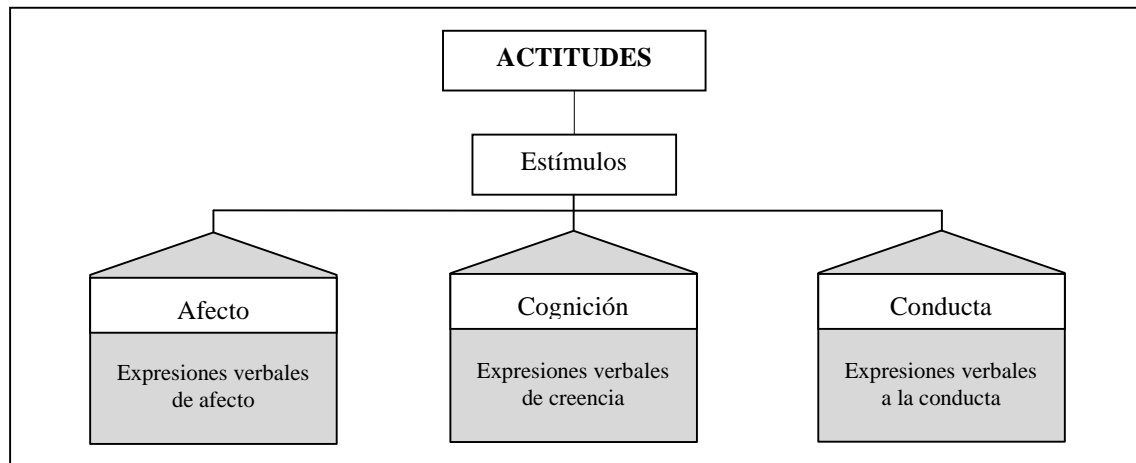 ACTITUDES
Estímulos
Afecto
Expresiones verbales
de afecto
Cognición
Expresiones verbales
de creencia
Conducta
Expresiones verbales
a la conducta